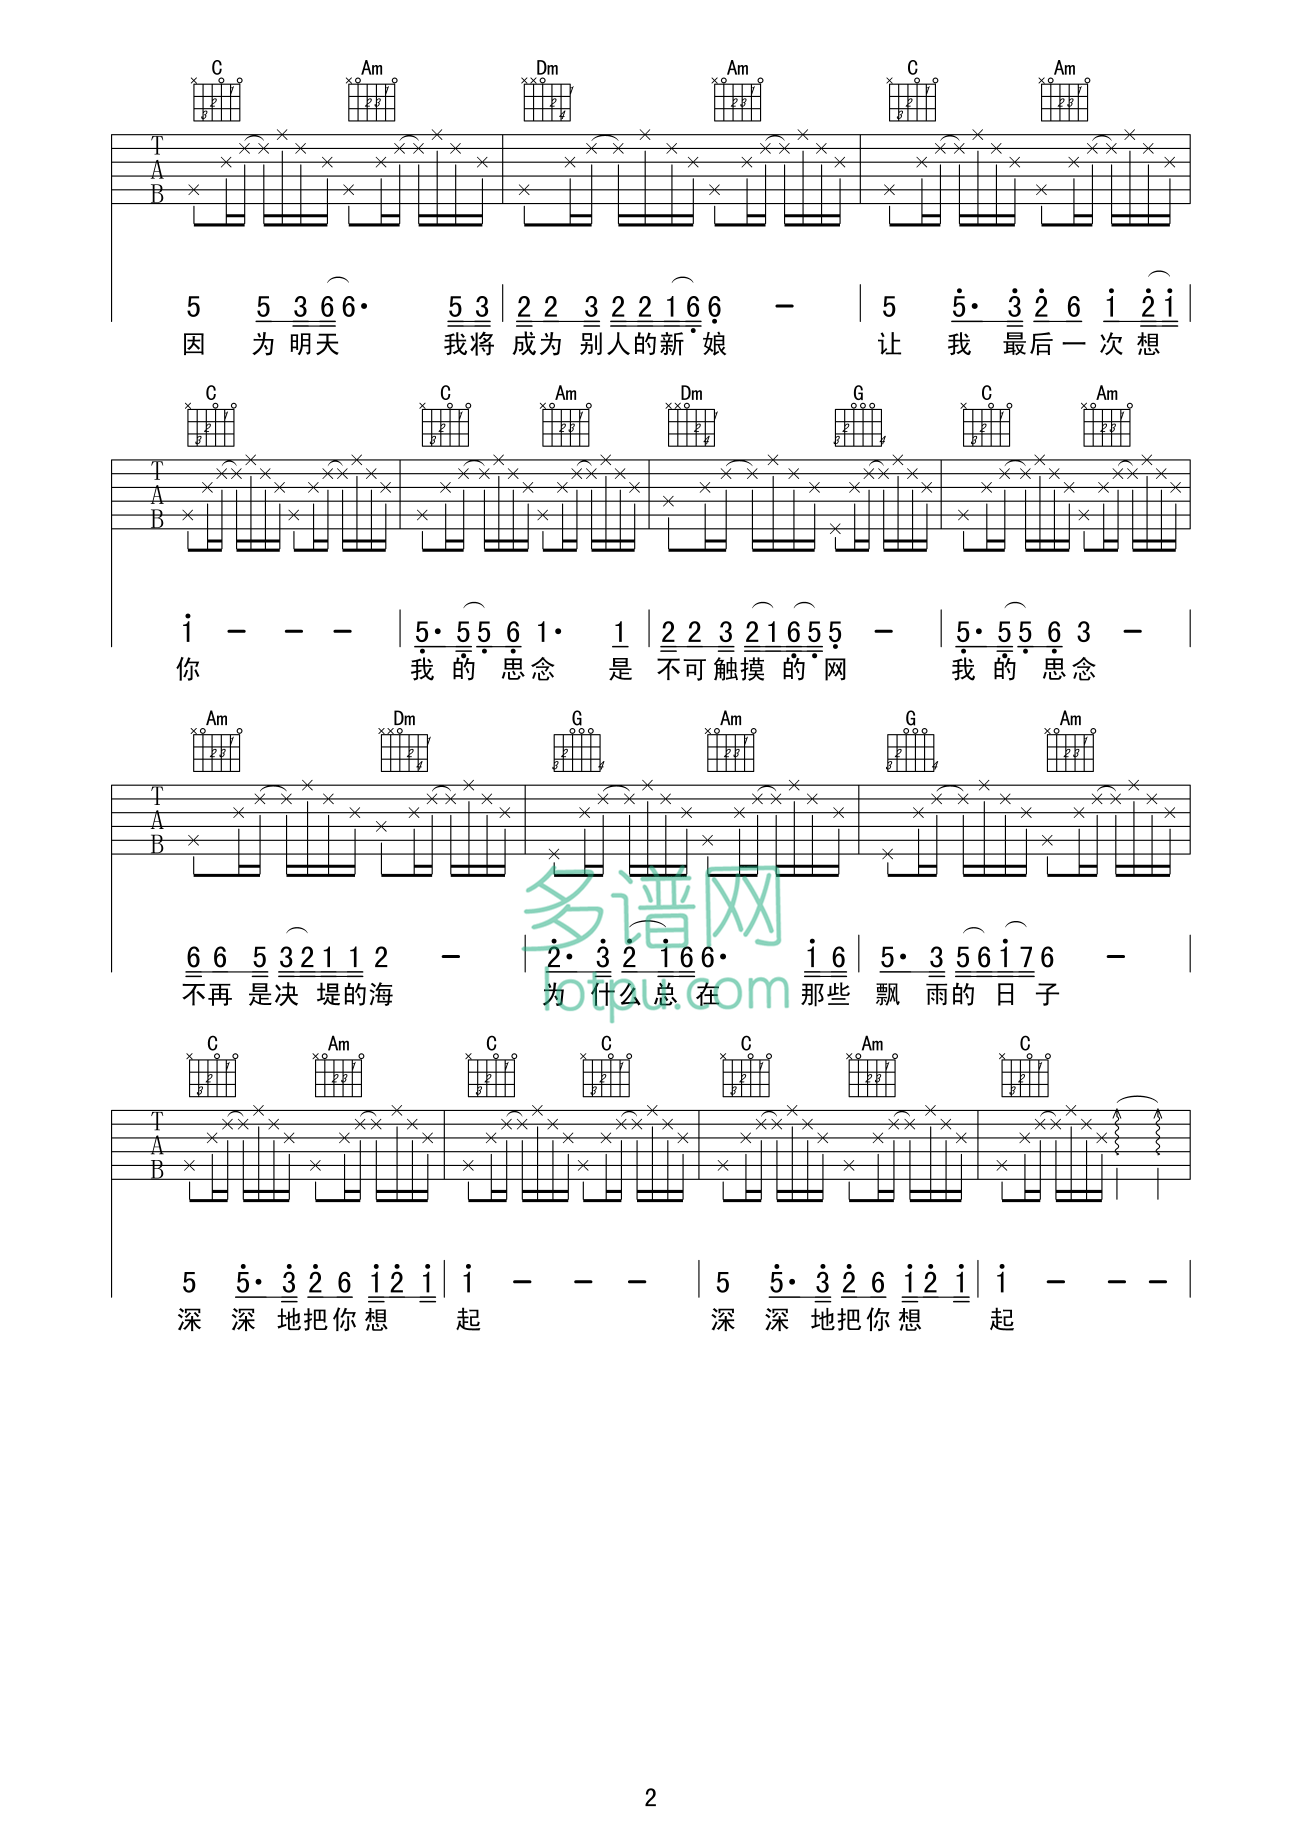 C Am Dm Am C Am
T A B
5 5 3 6 6· 5 3 2 2 3 2 2 1 6 6 - 5 5· 3 2 6 1 2 1
因 为 明天 我将 成为 别人的新 娘 让 我 最后一 次 想
C C Am Dm G C Am
T A B
1 - - - 5· 5 5 6 1· 1 2 2 3 2 1 6 5 5 - 5· 5 5 6 3 -
你 我 的 思念 是 不可触摸 的 网 我 的 思念
Am Dm G Am G Am
T A B
6 6 5 3 2 1 1 2 - 2· 3 2 1 6 6· 1 6 5· 3 5 6 1 7 6 -
不再 是决 堤的海 为 什么 总 在 那些 飘 雨的 日 子
多谱网
lotpu.com
C Am C C C Am C
T A B
5 5· 3 2 6 1 2 1 1 - - - 5 5· 3 2 6 1 2 1 1 - - -
深 深 地把你想 起 深 深 地把你想 起
2